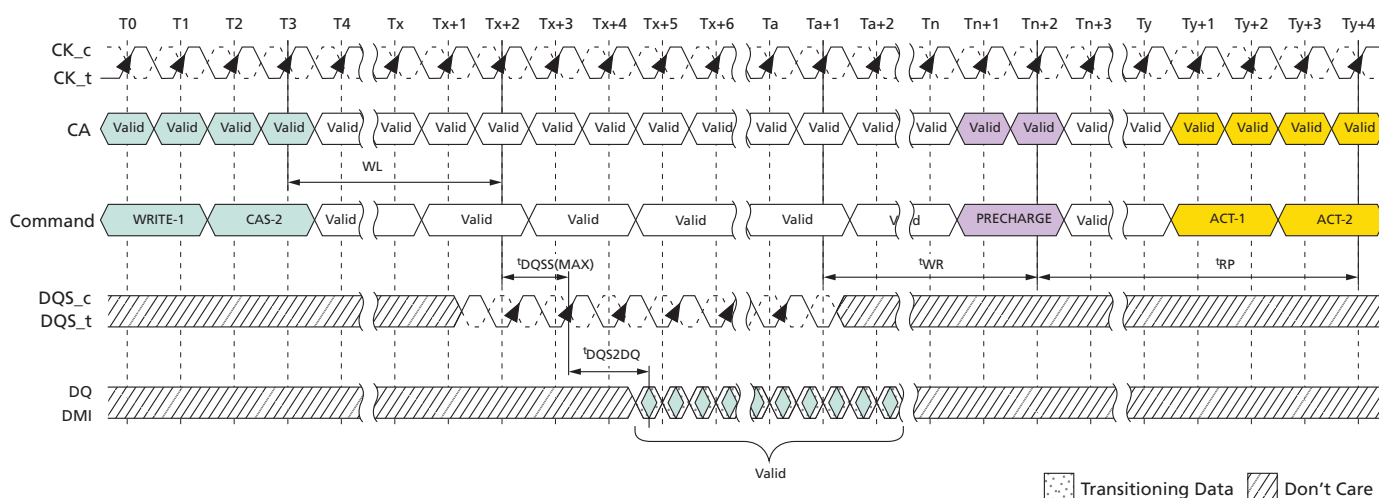 T0 T1 T2 T3 T4 Tx Tx+1 Tx+2 Tx+3 Tx+4 Tx+5 Tx+6 Ta Ta+1 Ta+2 Tn Tn+1 Tn+2 Tn+3 Ty Ty+1 Ty+2 Ty+3 Ty+4
CK_c
CK_t
CA Valid Valid Valid Valid Valid Valid Valid Valid Valid Valid Valid Valid Valid Valid Valid Valid Valid Valid Valid Valid Valid Valid Valid Valid
WL
Command WRITE-1 CAS-2 Valid Valid Valid Valid Valid Valid PRECHARGE Valid ACT-1 ACT-2
tDQSS(MAX) tWR tRP
DQS_c
DQS_t
tDQS2DQ
DQ
DMI
Valid
Transitioning Data Don't Care